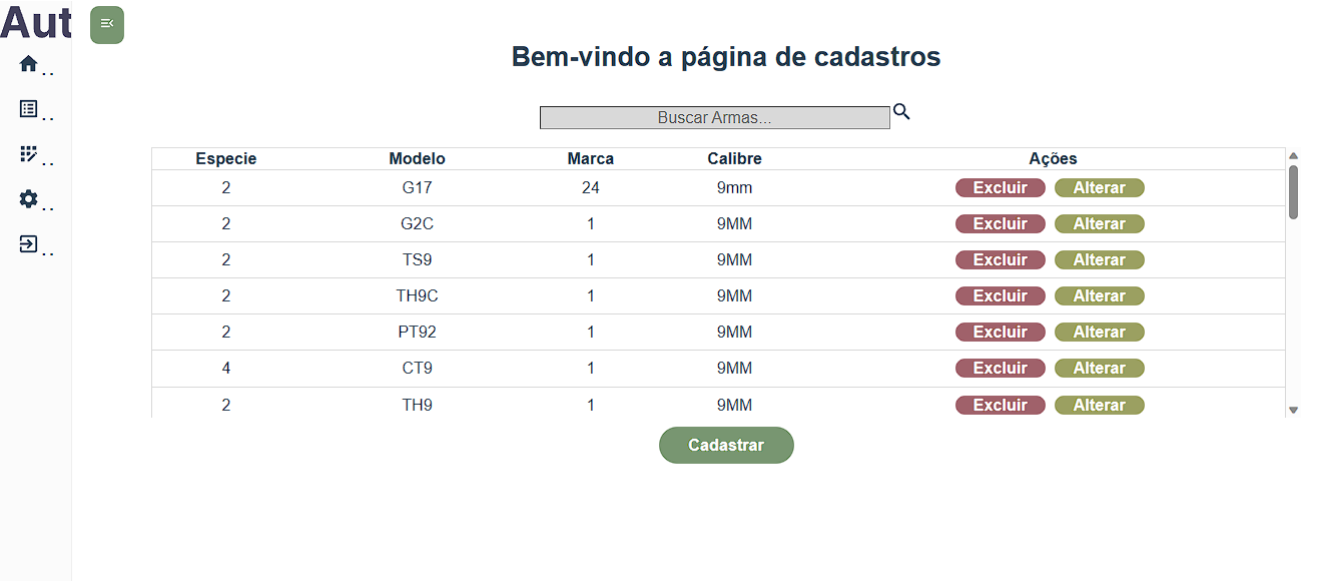 Aut
..
..
..
..
..
Bem-vindo a página de cadastros
Buscar Armas...
Especie Modelo Marca Calibre Ações
2 G17 24 9mm Excluir Alterar
2 G2C 1 9MM Excluir Alterar
2 TS9 1 9MM Excluir Alterar
2 TH9C 1 9MM Excluir Alterar
2 PT92 1 9MM Excluir Alterar
4 CT9 1 9MM Excluir Alterar
2 TH9 1 9MM Excluir Alterar
Cadastrar